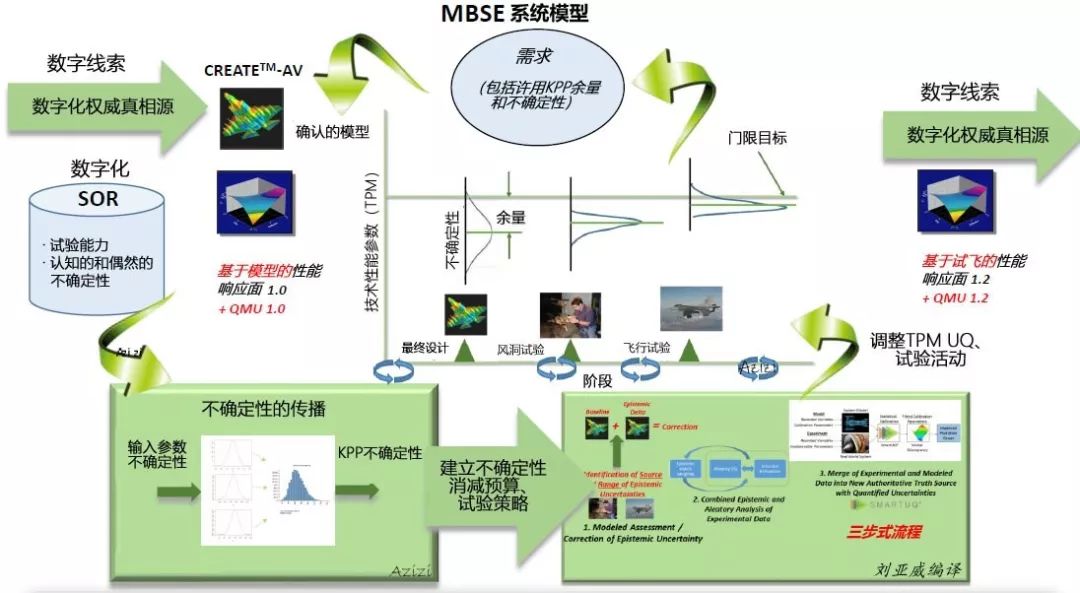 MBSE 系统模型
数字线索
数字化权威真相源
CREATE™-AV
确认的模型
需求
(包括许用KPP余量
和不确定性)
数字线索
数字化权威真相源
门限目标
数字化
SOR
· 试验能力
· 认知的和偶然的
不确定性
基于模型的性能
响应面 1.0
+ QMU 1.0
技术性能参数（TPM）
不确定性
余量
基于试飞的性能
响应面 1.2
+ QMU 1.2
最终设计
风洞试验
飞行试验
阶段
Azizi
调整TPM UQ、
试验活动
Azizi
不确定性的传播
输入参数
不确定性
KPP不确定性
Azizi
建立不确定性
消减预算、
试验策略
Baseline
+
Epistemic
Delta
= Correction
Identification of Source
Range of Epistemic
Uncertainties
1. Modeled Assessment /
Correction of Epistemic Uncertainty
2. Combined Epistemic and
Aleatory Analysis of
Experimental Data
Model
Experiment
3. Merge of Experimental and Modeled
Data into New Authoritative Truth Source
with Quantified Uncertainties
SMARTUQ
三步式流程
刘亚威编译